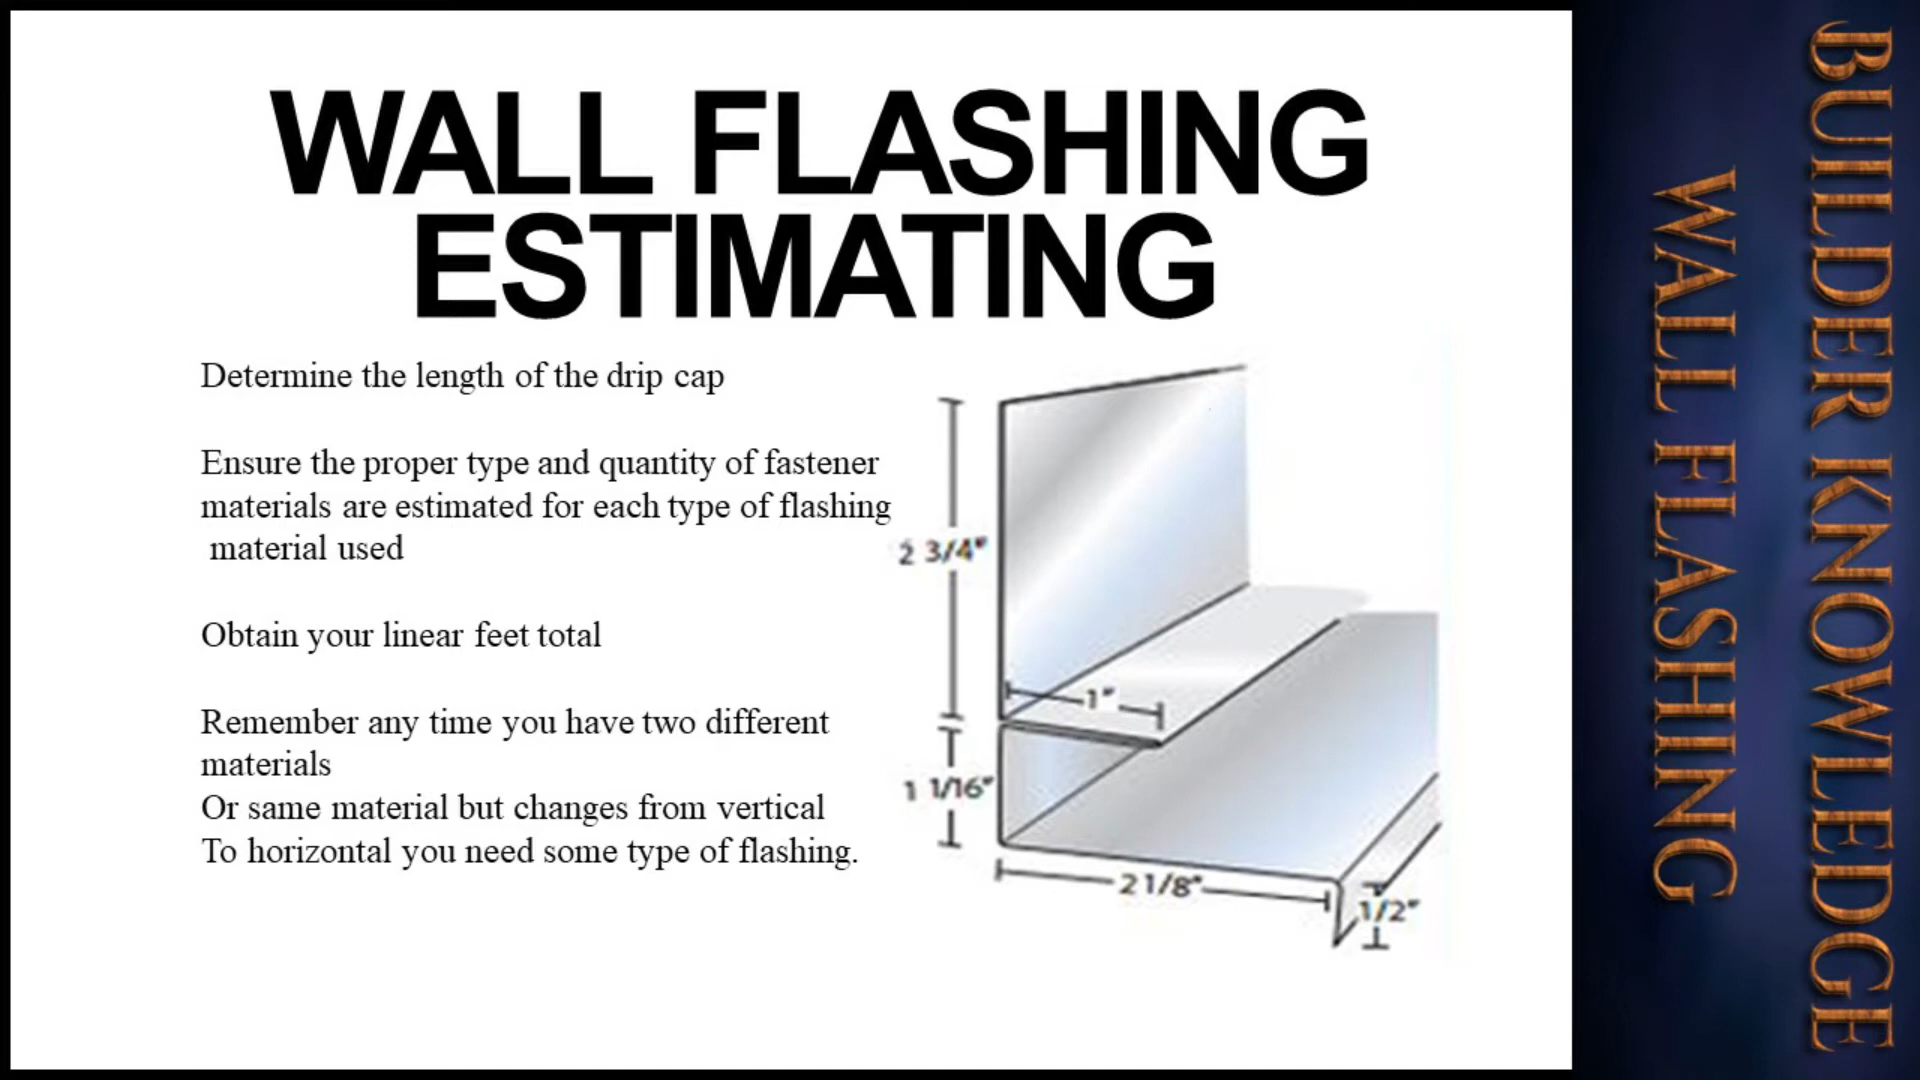 WALL FLASHING
ESTIMATING
Determine the length of the drip cap
Ensure the proper type and quantity of fastener
materials are estimated for each type of flashing
material used
Obtain your linear feet total
Remember any time you have two different
materials
Or same material but changes from vertical
To horizontal you need some type of flashing.
2 3/4"
1"
1 1/16"
2 1/8"
1/2"
BUILDER KNOWLEDGE
WALL FLASHING